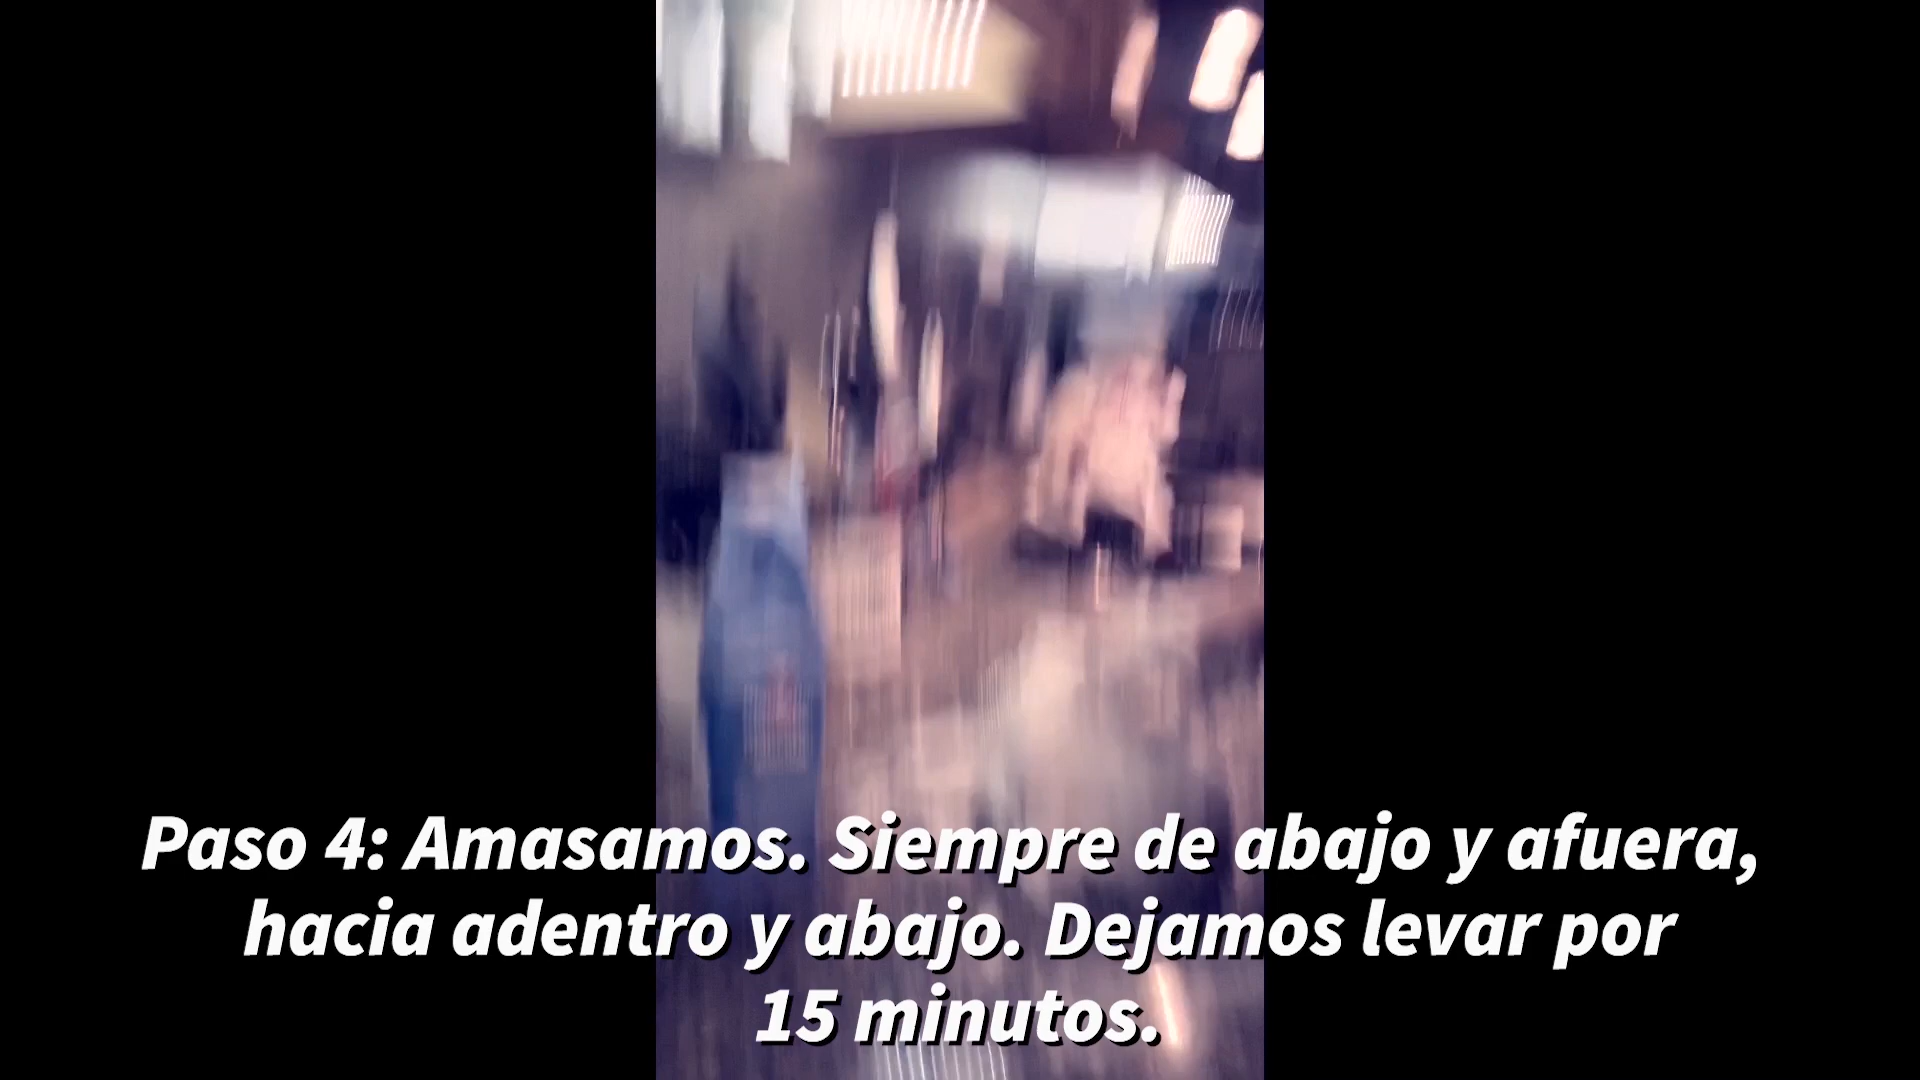 Paso 4: Amasamos. Siempre de abajo y afuera,
hacia adentro y abajo. Dejamos levar por
15 minutos.